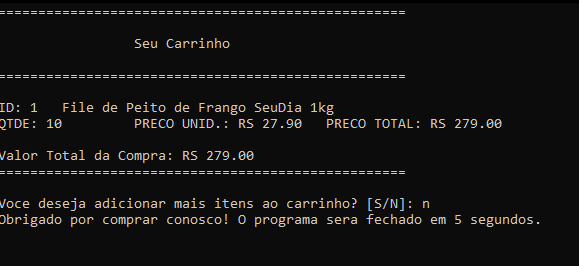 ==================================================
Seu Carrinho
==================================================
ID: 1   File de Peito de Frango SeuDia 1kg
QTDE: 10         PRECO UNID.: RS 27.90   PRECO TOTAL: RS 279.00
Valor Total da Compra: RS 279.00
==================================================
Voce deseja adicionar mais itens ao carrinho? [S/N]: n
Obrigado por comprar conosco! O programa sera fechado em 5 segundos.